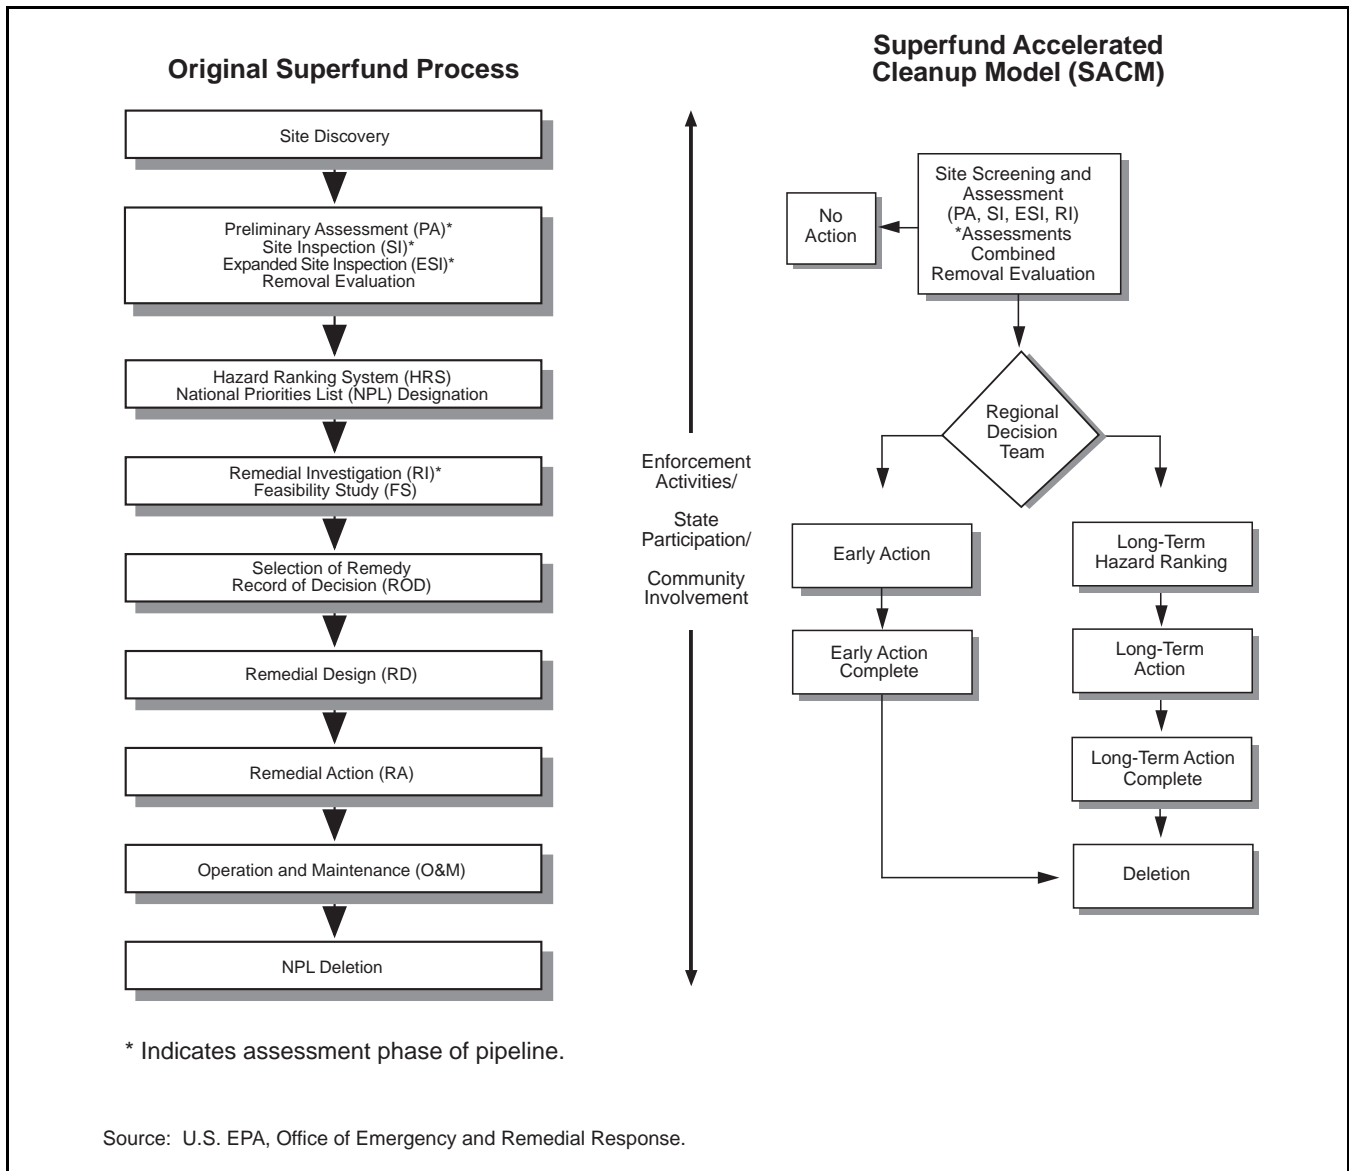 Original Superfund Process
Site Discovery
Preliminary Assessment (PA)*
Site Inspection (SI)*
Expanded Site Inspection (ESI)*
Removal Evaluation
Hazard Ranking System (HRS)
National Priorities List (NPL) Designation
Remedial Investigation (RI)*
Feasibility Study (FS)
Selection of Remedy
Record of Decision (ROD)
Remedial Design (RD)
Remedial Action (RA)
Operation and Maintenance (O&M)
NPL Deletion
* Indicates assessment phase of pipeline.
Enforcement
Activities/
State
Participation/
Community
Involvement
Superfund Accelerated
Cleanup Model (SACM)
Site Screening and
Assessment
(PA, SI, ESI, RI)
*Assessments
Combined
Removal Evaluation
No
Action
Regional
Decision
Team
Early Action
Early Action
Complete
Long-Term
Hazard Ranking
Long-Term
Action
Long-Term Action
Complete
Deletion
Source: U.S. EPA, Office of Emergency and Remedial Response.